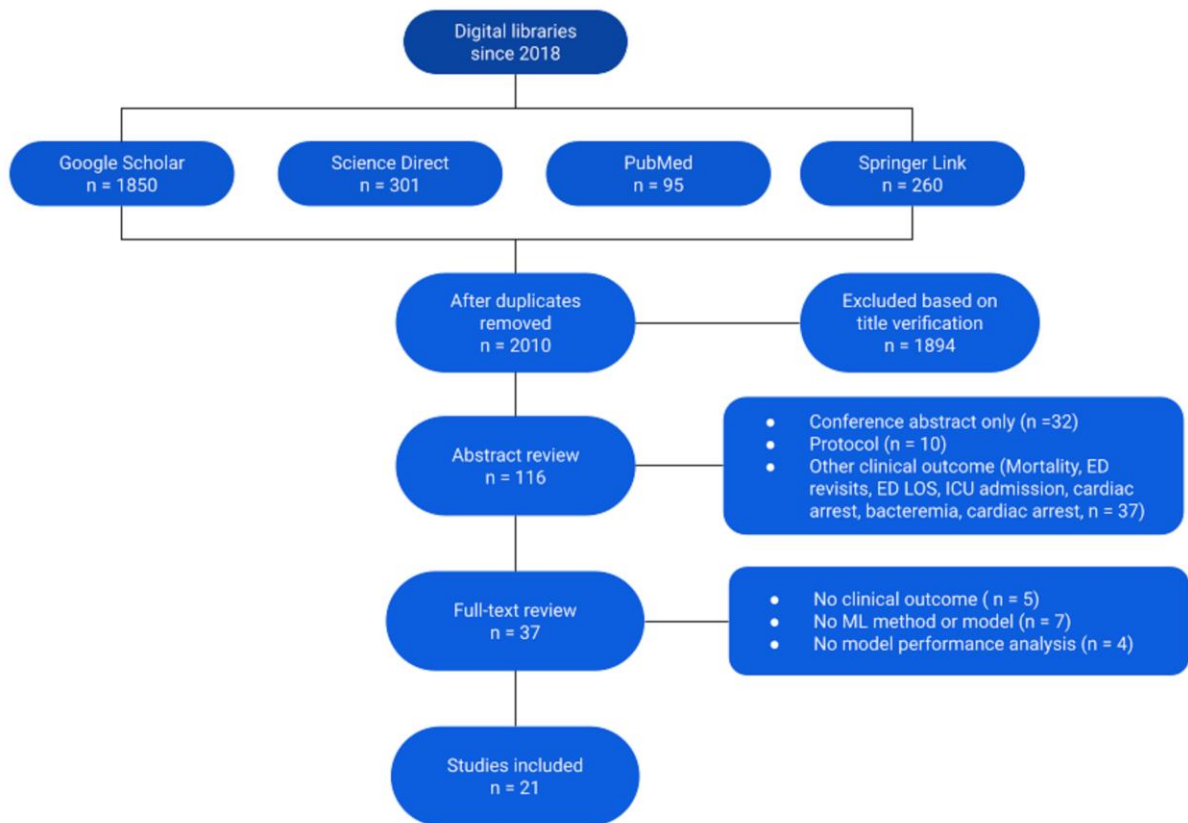 Digital libraries
since 2018
Google Scholar
n = 1850
Science Direct
n = 301
PubMed
n = 95
Springer Link
n = 260
After duplicates
removed
n = 2010
Excluded based on
title verification
n = 1894
Abstract review
n = 116
● Conference abstract only (n =32)
● Protocol (n = 10)
● Other clinical outcome (Mortality, ED
revisits, ED LOS, ICU admission, cardiac
arrest, bacteremia, cardiac arrest, n = 37)
Full-text review
n = 37
● No clinical outcome ( n = 5)
● No ML method or model (n = 7)
● No model performance analysis (n = 4)
Studies included
n = 21